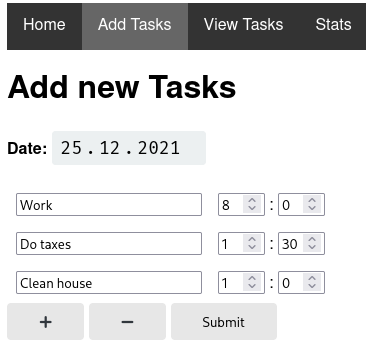 Home Add Tasks View Tasks Stats
Add new Tasks
Date: 25.12.2021
Work 8 : 0
Do taxes 1 : 30
Clean house 1 : 0
+ − Submit